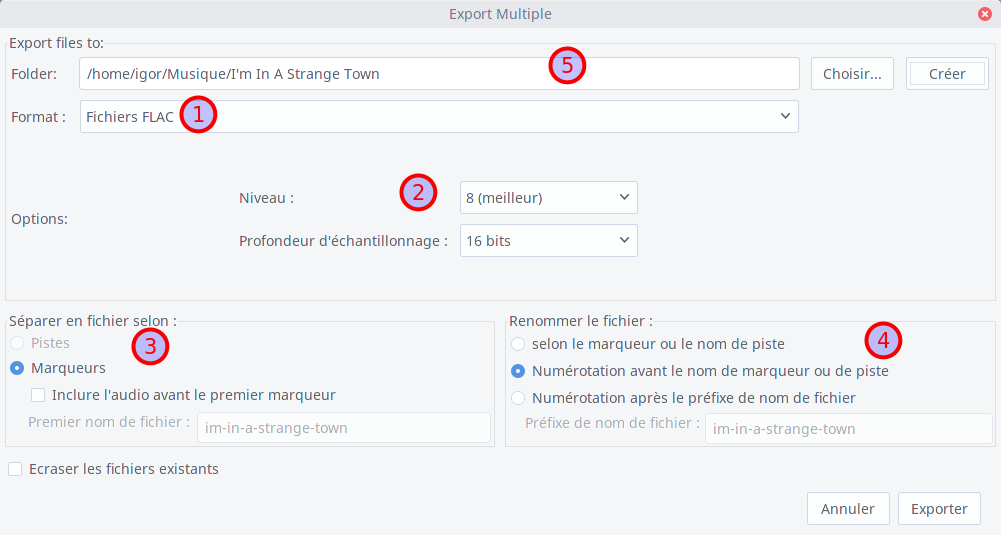 Export Multiple
Export files to:
Folder: /home/igor/Musique/I'm In A Strange Town 5 Choisir... Créer
Format : Fichiers FLAC 1
Niveau : 2 8 (meilleur)
Options:
Profondeur d'échantillonnage : 16 bits
Séparer en fichier selon :
Pistes 3
Marqueurs
Inclure l'audio avant le premier marqueur
Premier nom de fichier : im-in-a-strange-town
Renommer le fichier :
selon le marqueur ou le nom de piste 4
Numérotation avant le nom de marqueur ou de piste
Numérotation après le préfixe de nom de fichier
Préfixe de nom de fichier : im-in-a-strange-town
Ecraser les fichiers existants
Annuler Exporter